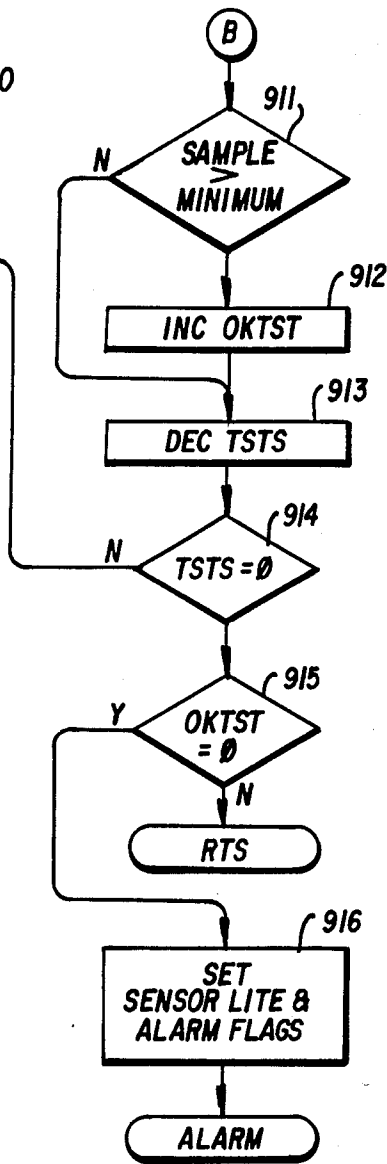 B
0
911
N
SAMPLE
>
MINIMUM
912
INC OKTST
913
DEC TSTS
914
N
TSTS = Ø
915
Y
OKTST
= Ø
N
RTS
916
SET
SENSOR LITE &
ALARM FLAGS
ALARM